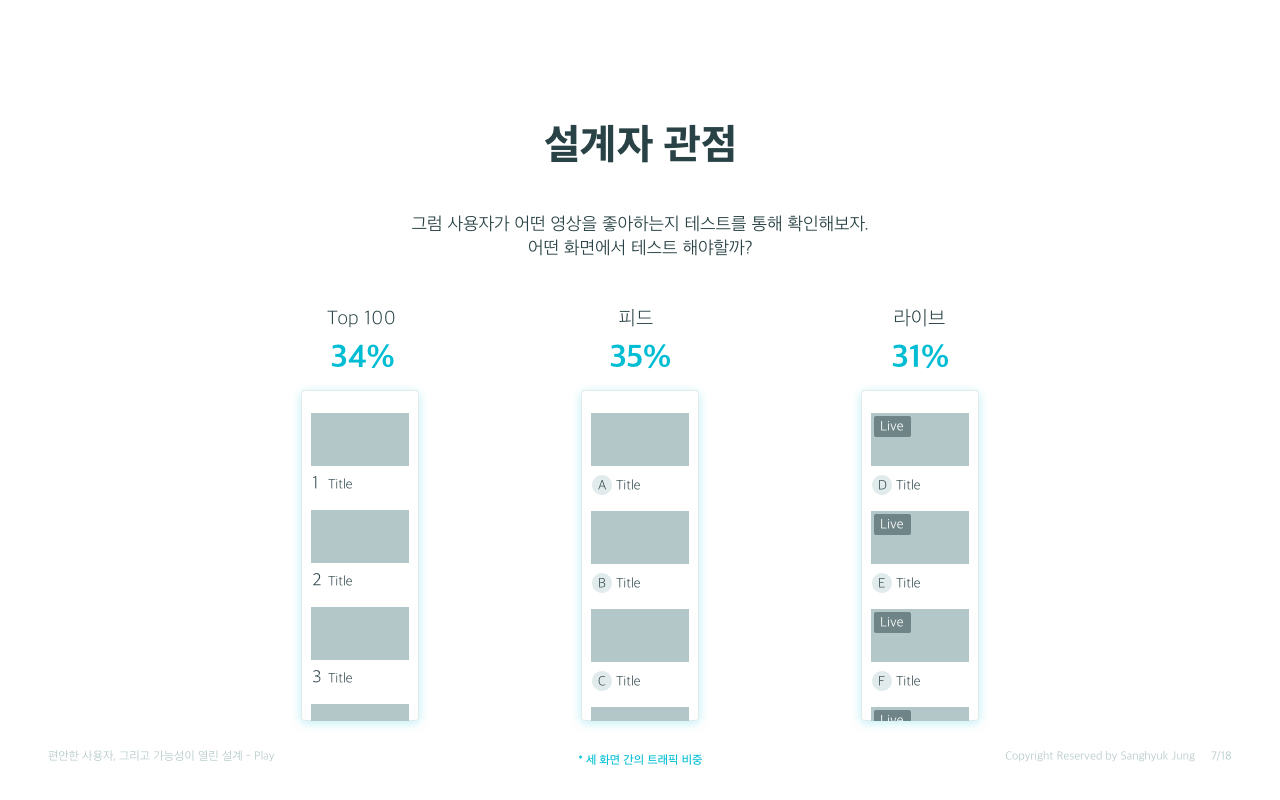 설계자 관점
그럼 사용자가 어떤 영상을 좋아하는지 테스트를 통해 확인해보자.
어떤 화면에서 테스트 해야할까?
Top 100
34%
1 Title
2 Title
3 Title
피드
35%
A Title
B Title
C Title
라이브
31%
Live
D Title
Live
E Title
Live
F Title
Live
편안한 사용자, 그리고 가능성이 열린 설계 - Play
* 세 화면 간의 트래픽 비중
Copyright Reserved by Sanghyuk Jung 7/18